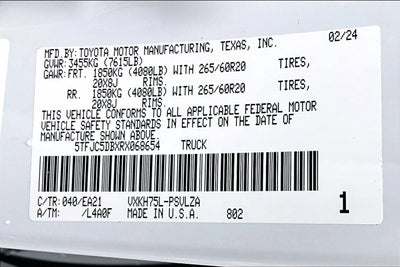 MFD.BY: TOYOTA MOTOR MANUFACTURING, TEXAS, INC. 02/24
GVWR: 3455KG (7615LB)
GAWR: FRT. 1850KG (4080LB) WITH 265/60R20 TIRES,
20X8J RIMS.
RR. 1850KG (4080LB) WITH 265/60R20 TIRES,
20X8J RIMS.
THIS VEHICLE CONFORMS TO ALL APPLICABLE FEDERAL MOTOR
VEHICLE SAFETY STANDARDS IN EFFECT ON THE DATE OF
MANUFACTURE SHOWN ABOVE.
5TFJC5DBXRX068654 TRUCK
C/TR: 040/EA21 VXKH75L-PSVLZA
A/TM: /L4A0F MADE IN U.S.A. 802
1